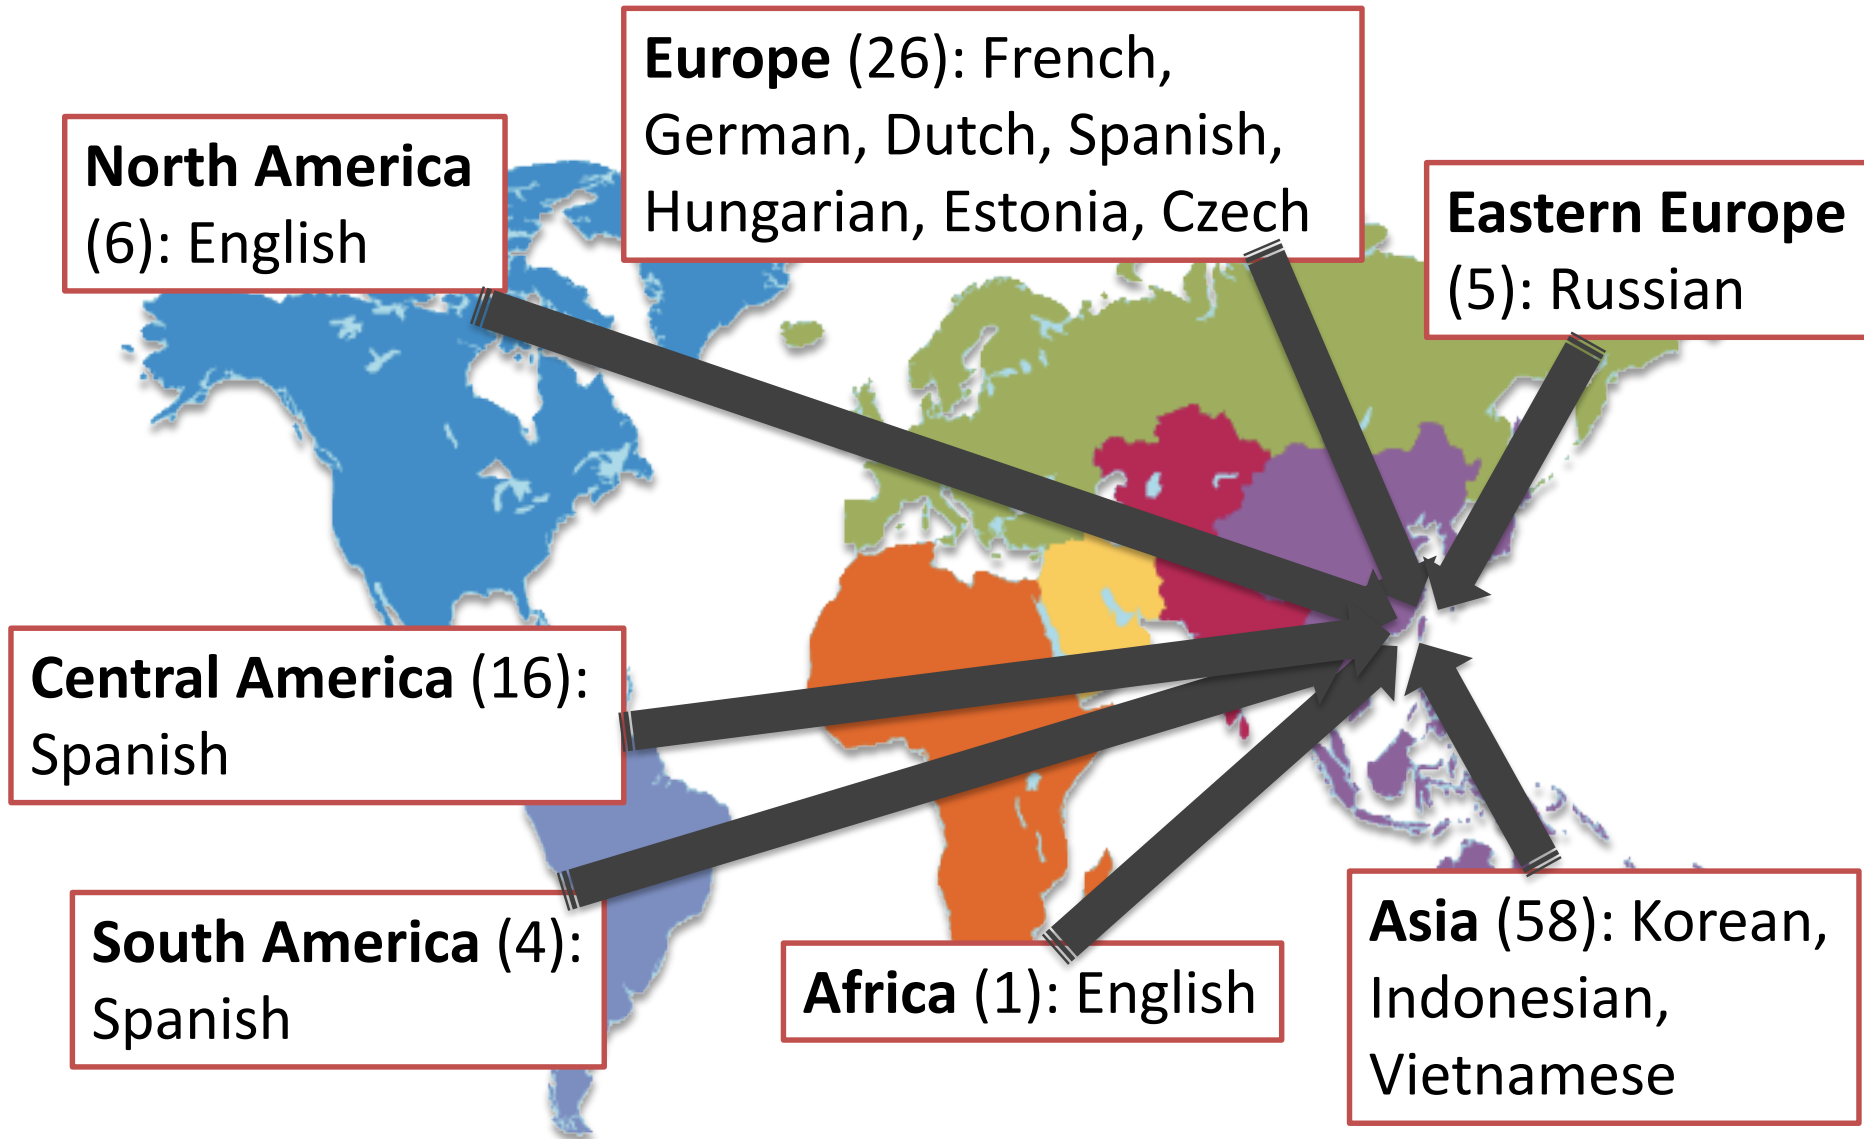 Europe (26): French,
German, Dutch, Spanish,
Hungarian, Estonia, Czech
North America
(6): English
Eastern Europe
(5): Russian
Central America (16):
Spanish
South America (4):
Spanish
Africa (1): English
Asia (58): Korean,
Indonesian,
Vietnamese